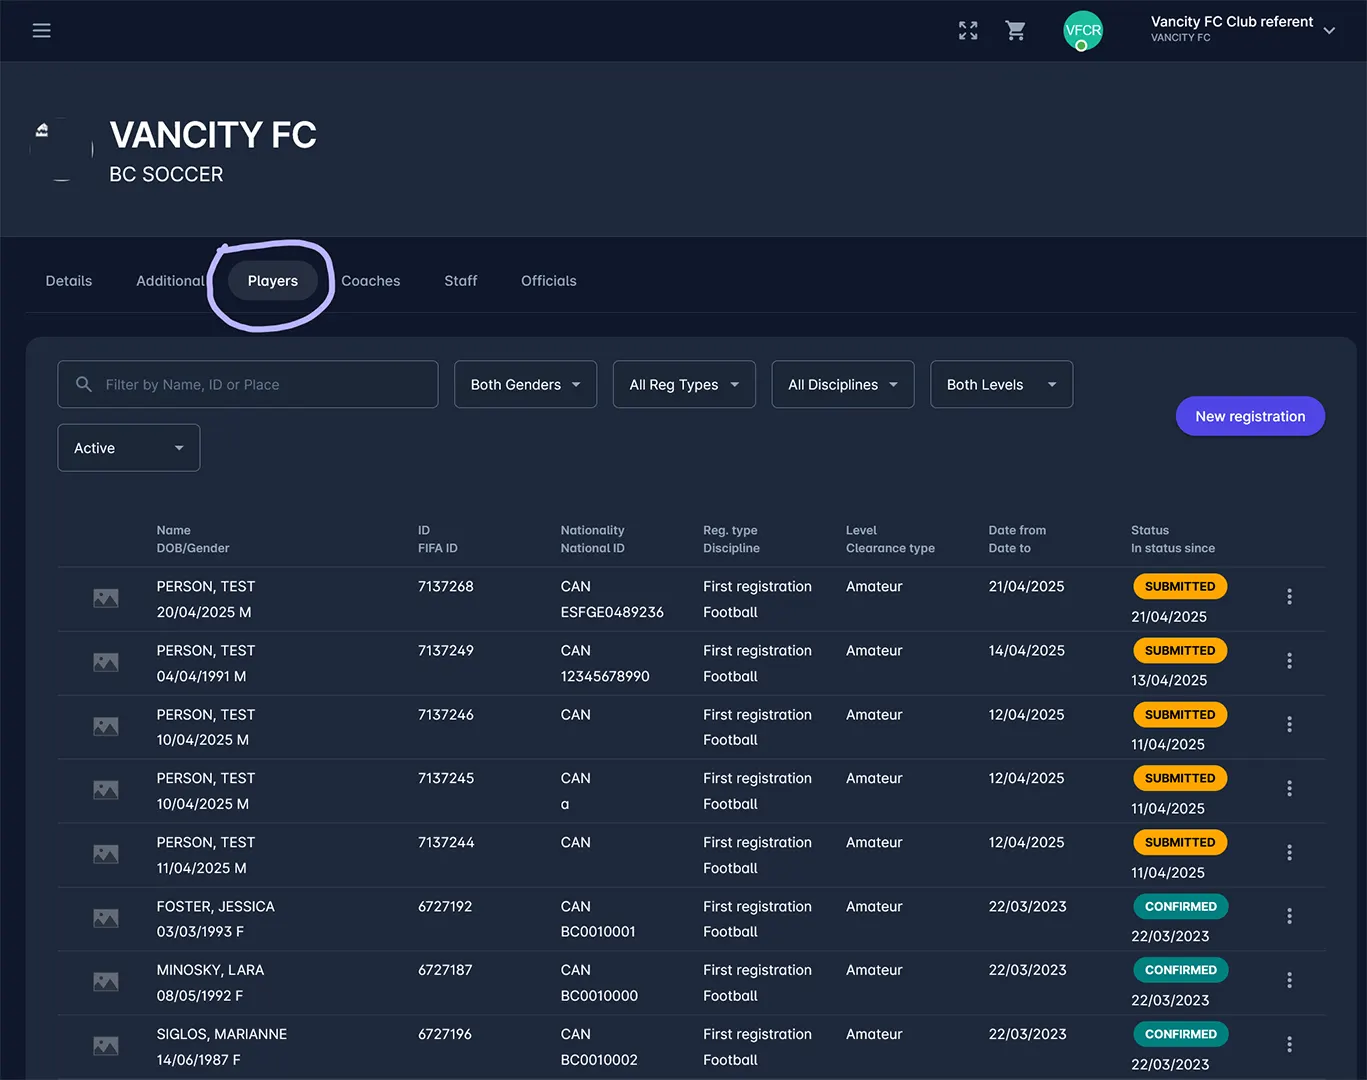 VFCR
Vancity FC Club referent
VANCITY FC
VANCITY FC
BC SOCCER
Details Additional Players Coaches Staff Officials
Filter by Name, ID or Place Both Genders All Reg Types All Disciplines Both Levels
New registration
Active
Name ID Nationality Reg. type Level Date from Status
DOB/Gender FIFA ID National ID Discipline Clearance type Date to In status since
PERSON, TEST 7137268 CAN First registration Amateur 21/04/2025 SUBMITTED
20/04/2025 M ESFGE0489236 Football 21/04/2025
PERSON, TEST 7137249 CAN First registration Amateur 14/04/2025 SUBMITTED
04/04/1991 M 12345678990 Football 13/04/2025
PERSON, TEST 7137246 CAN First registration Amateur 12/04/2025 SUBMITTED
10/04/2025 M Football 11/04/2025
PERSON, TEST 7137245 CAN First registration Amateur 12/04/2025 SUBMITTED
10/04/2025 M a Football 11/04/2025
PERSON, TEST 7137244 CAN First registration Amateur 12/04/2025 SUBMITTED
11/04/2025 M Football 11/04/2025
FOSTER, JESSICA 6727192 CAN First registration Amateur 22/03/2023 CONFIRMED
03/03/1993 F BC0010001 Football 22/03/2023
MINOSKY, LARA 6727187 CAN First registration Amateur 22/03/2023 CONFIRMED
08/05/1992 F BC0010000 Football 22/03/2023
SIGLOS, MARIANNE 6727196 CAN First registration Amateur 22/03/2023 CONFIRMED
14/06/1987 F BC0010002 Football 22/03/2023